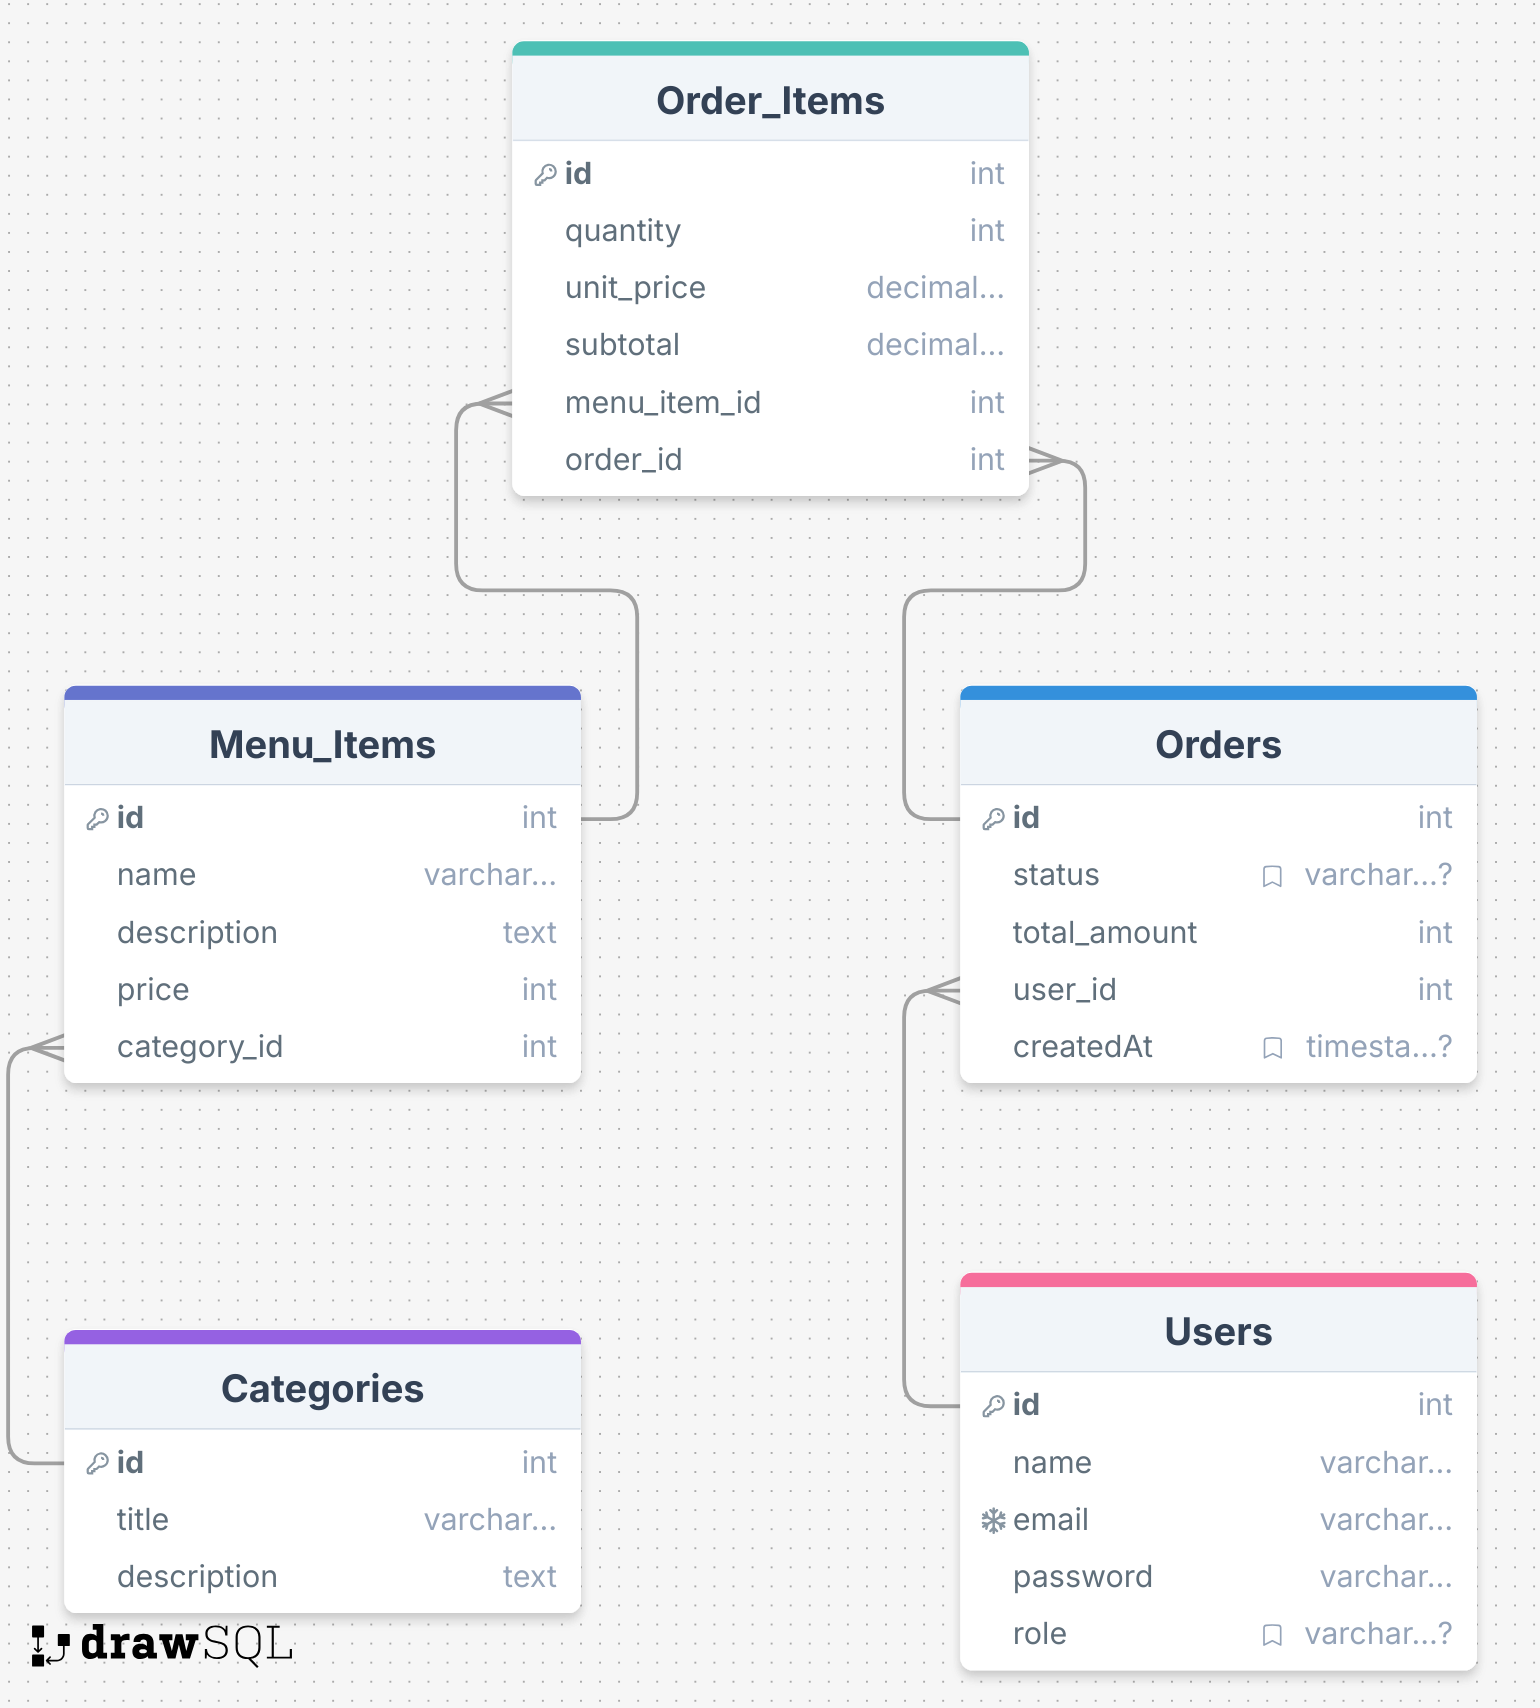 Order_Items
id int
quantity int
unit_price decimal...
subtotal decimal...
menu_item_id int
order_id int
Menu_Items
id int
name varchar...
description text
price int
category_id int
Orders
id int
status varchar...?
total_amount int
user_id int
createdAt timesta...?
Categories
id int
title varchar...
description text
Users
id int
name varchar...
email varchar...
password varchar...
role varchar...?
drawSQL